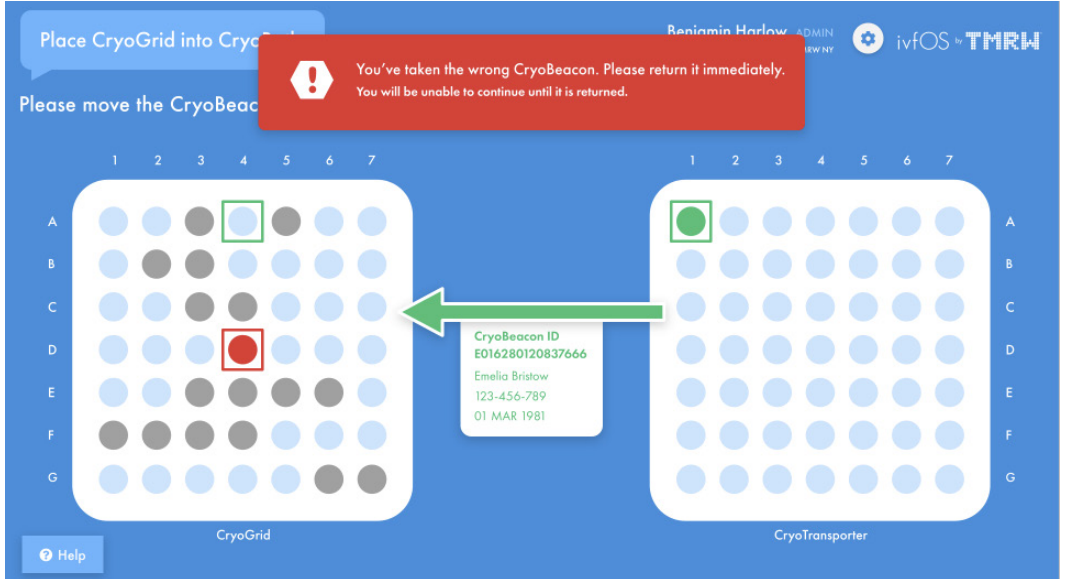 Place CryoGrid into Cryo
Benjamin Harlow ADMIN
ivfOS by TMRW
You've taken the wrong CryoBeacon. Please return it immediately.
You will be unable to continue until it is returned.
Please move the CryoBeac
1 2 3 4 5 6 7
1 2 3 4 5 6 7
A
A
B
B
C
C
CryoBeacon ID
D
E016280120837666
D
Emelia Bristow
E
123-456-789
E
01 MAR 1981
F
F
G
G
CryoGrid
CryoTransporter
? Help